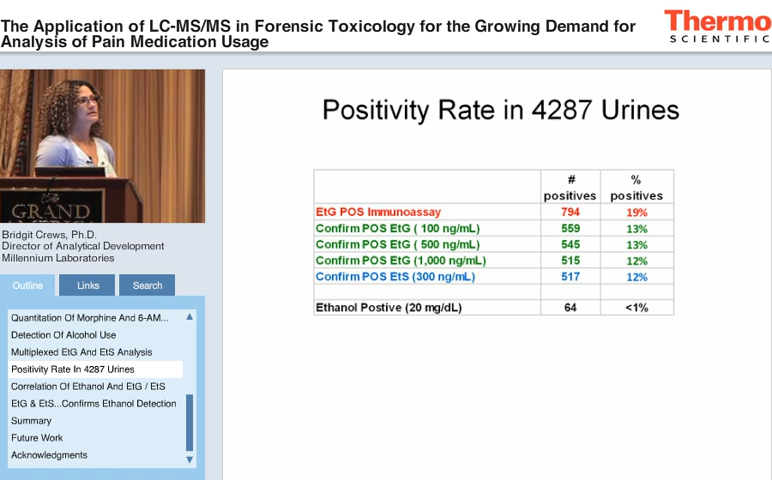 The Application of LC-MS/MS in Forensic Toxicology for the Growing Demand for
Analysis of Pain Medication Usage
Thermo
SCIENTIFIC
GRAND
Bridgit Crews, Ph.D.
Director of Analytical Development
Millennium Laboratories
Outline Links Search
Quantitation Of Morphine And 6-AM...
Detection Of Alcohol Use
Multiplexed EtG And EtS Analysis
Positivity Rate In 4287 Urines
Correlation Of Ethanol And EtG / EtS
EtG & EtS...Confirms Ethanol Detection
Summary
Future Work
Acknowledgments
Positivity Rate in 4287 Urines
# positives % positives
EtG POS Immunoassay 794 19%
Confirm POS EtG ( 100 ng/mL) 559 13%
Confirm POS EtG ( 500 ng/mL) 545 13%
Confirm POS EtG (1,000 ng/mL) 515 12%
Confirm POS EtS (300 ng/mL) 517 12%
Ethanol Postive (20 mg/dL) 64 <1%